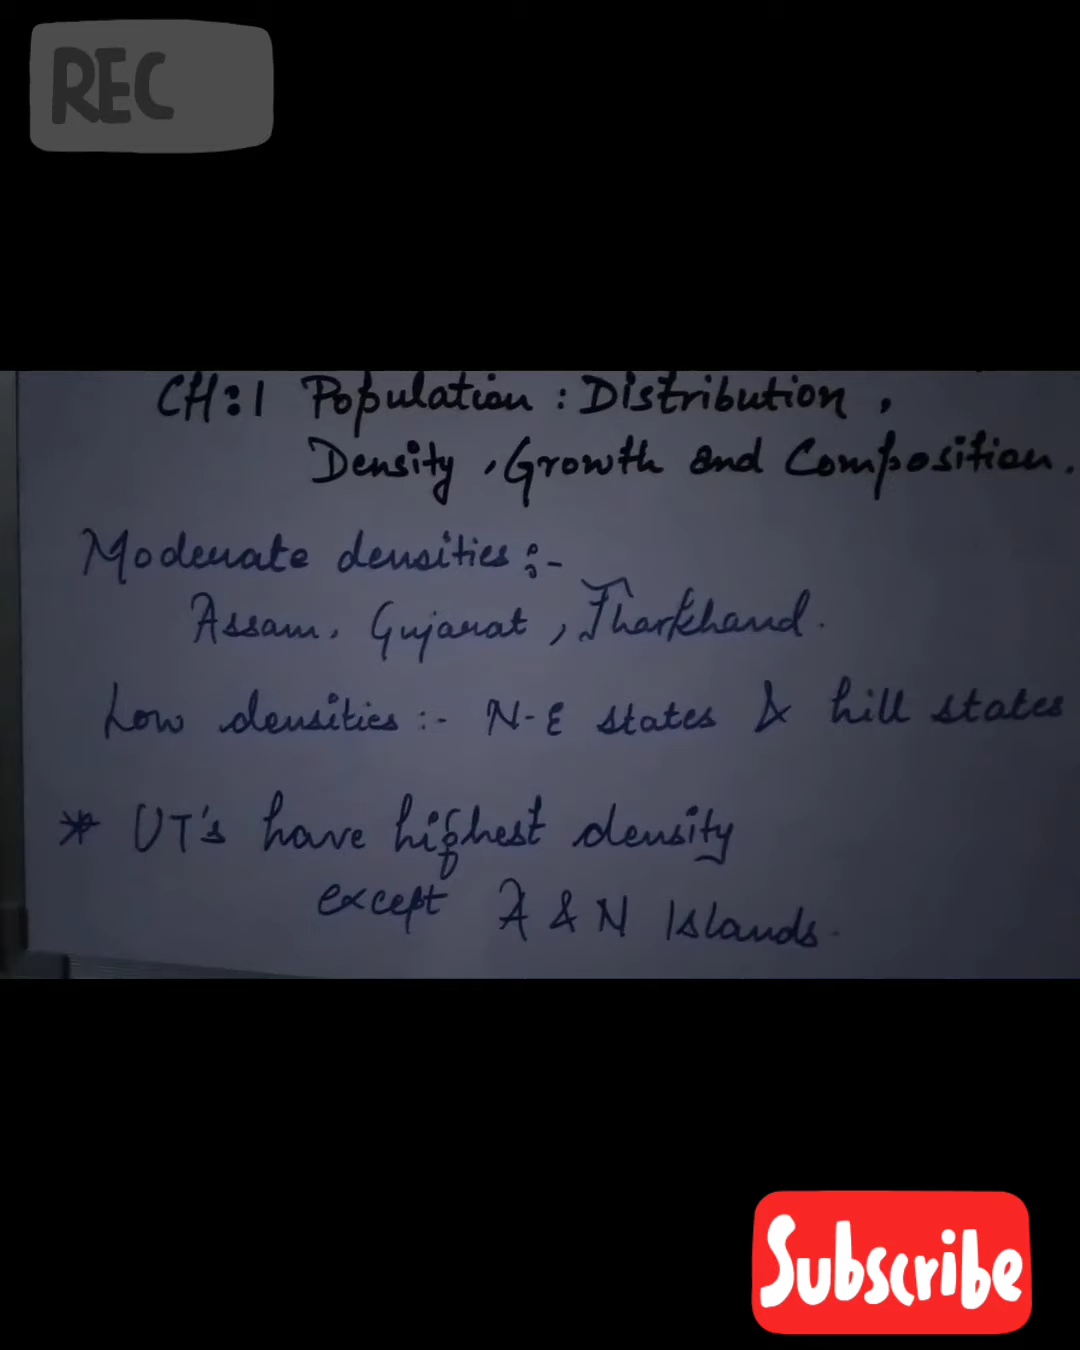 REC
CH:1 Population : Distribution,
Density, Growth and Composition.
Moderate densities :-
Assam, Gujarat, Jharkhand.
Low densities :- N-E states & hill states
* UT's have highest density
except A & N Islands.
Subscribe